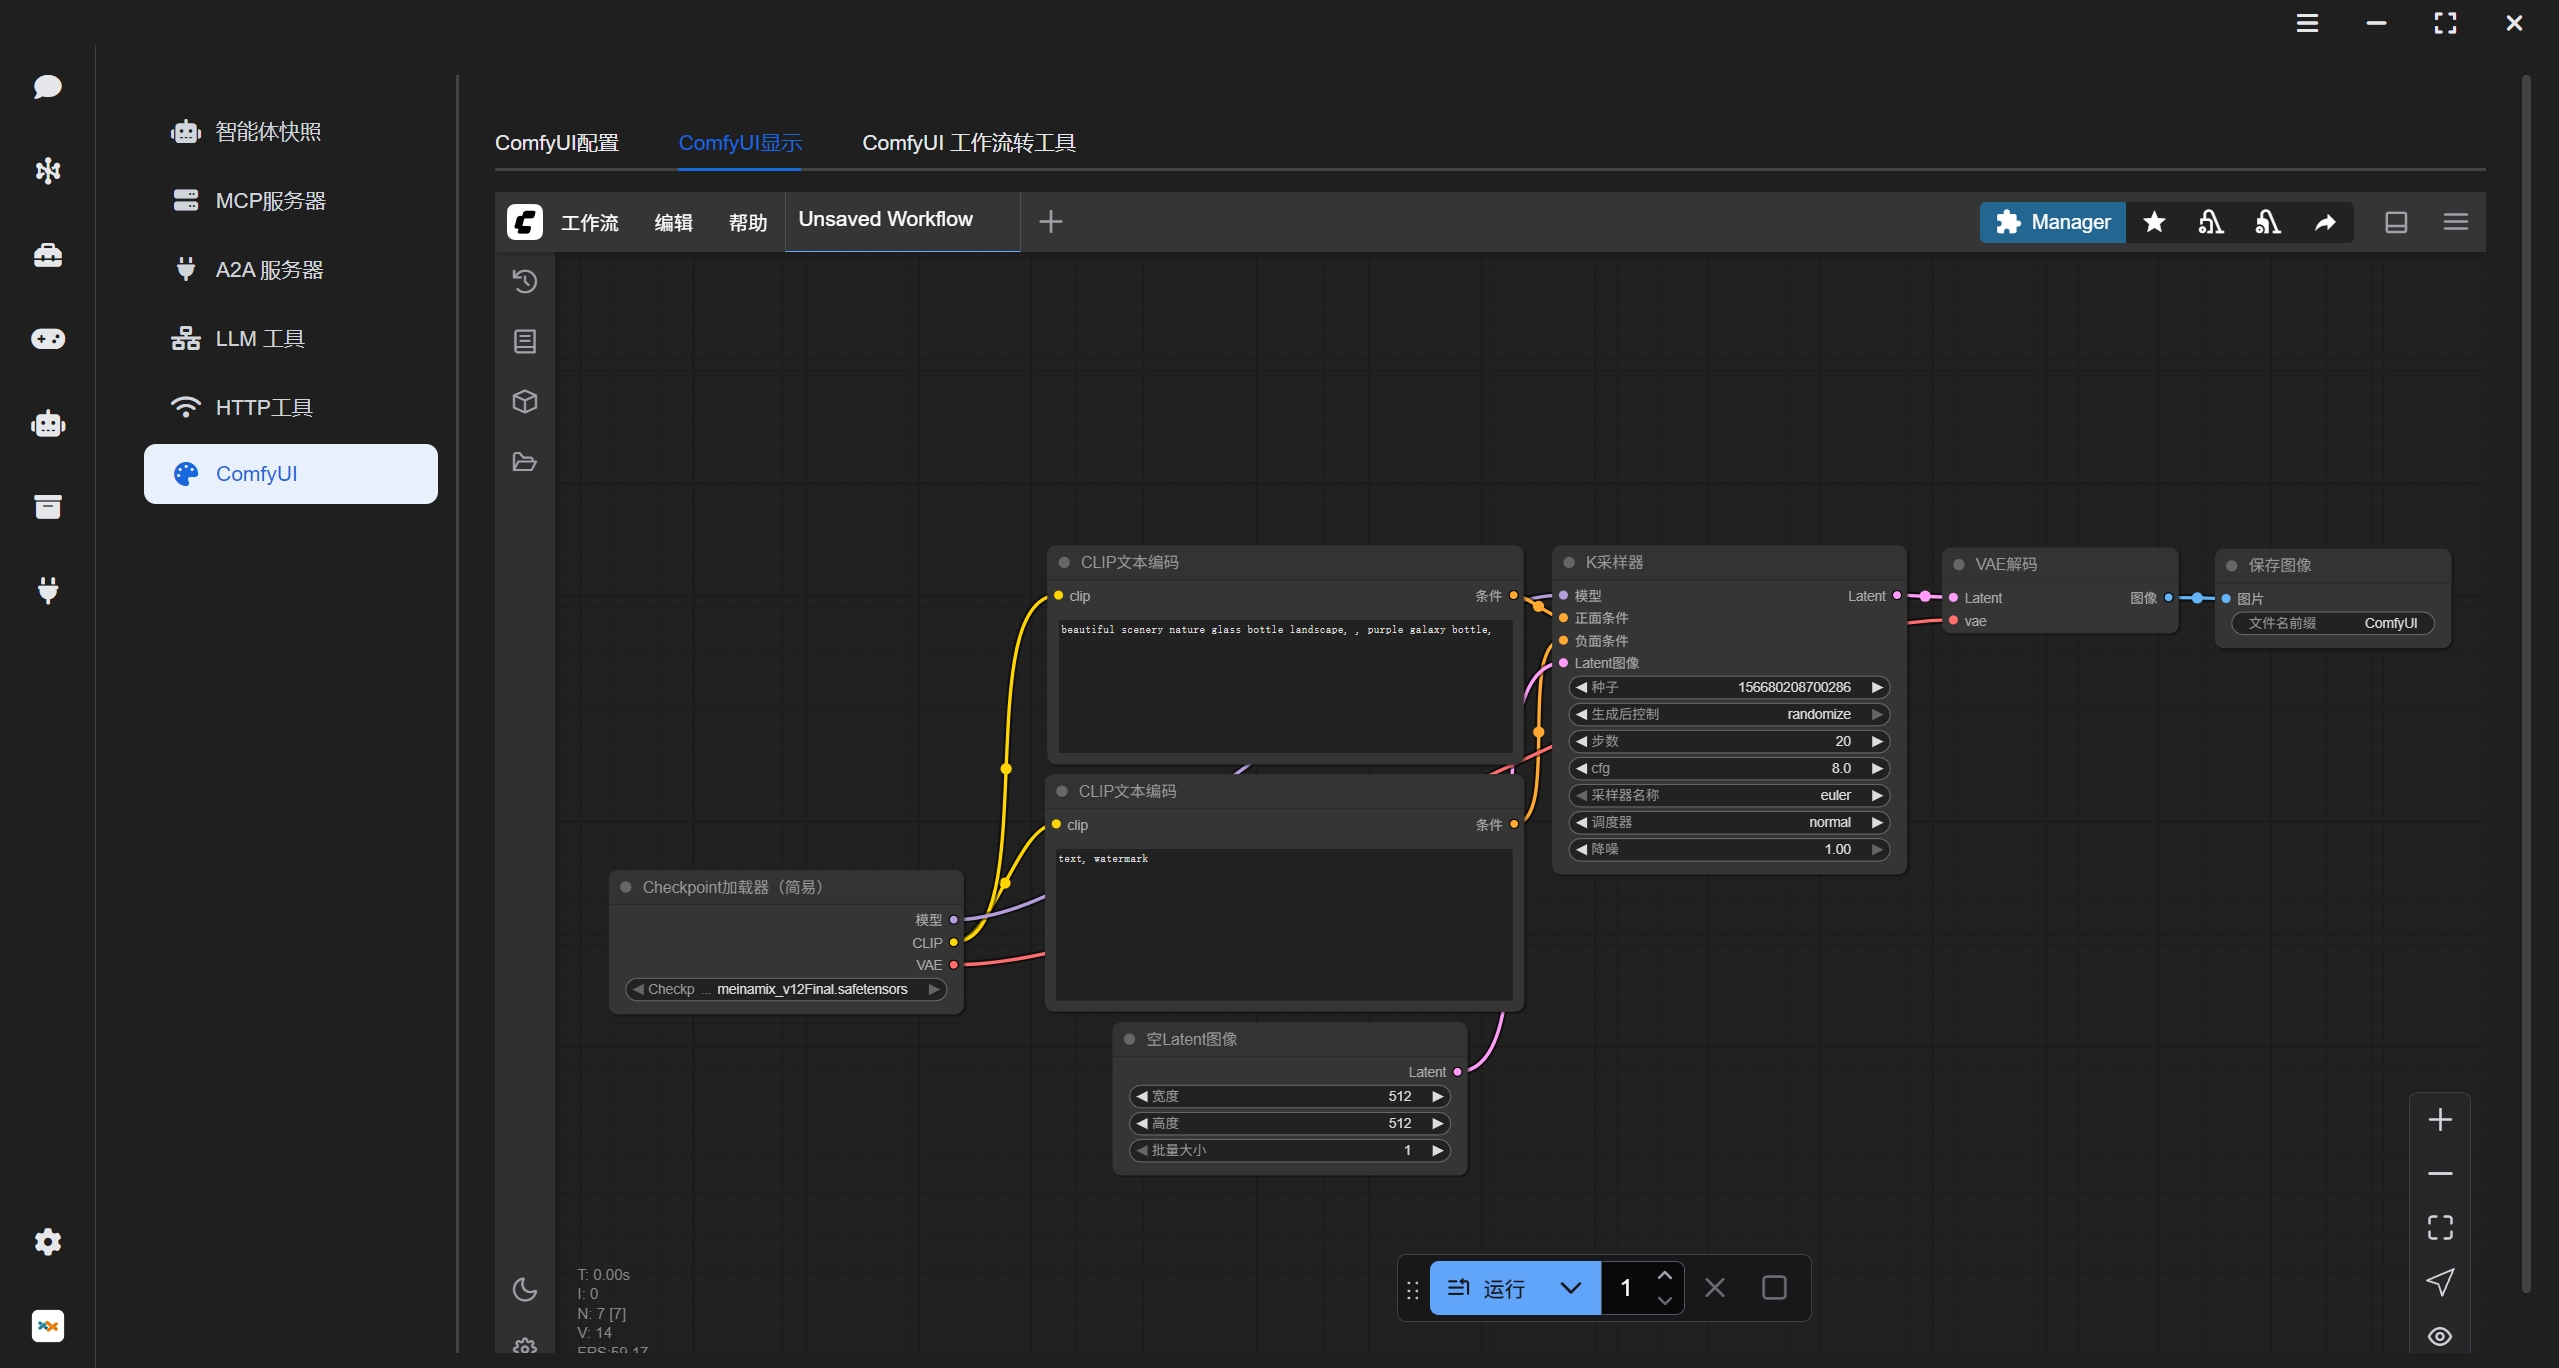 智能体快照
MCP服务器
A2A 服务器
LLM 工具
HTTP工具
ComfyUI
ComfyUI配置
ComfyUI显示
ComfyUI 工作流转工具
工作流
编辑
帮助
Unsaved Workflow
Manager
CLIP文本编码
clip
条件
beautiful scenery nature glass bottle landscape, , purple galaxy bottle,
CLIP文本编码
clip
条件
text, watermark
Checkpoint加载器（简易）
模型
CLIP
VAE
Checkp ... meinamix_v12Final.safetensors
空Latent图像
Latent
宽度 512
高度 512
批量大小 1
K采样器
模型
Latent
正面条件
负面条件
Latent图像
种子 156680208700286
生成后控制 randomize
步数 20
cfg 8.0
采样器名称 euler
调度器 normal
降噪 1.00
VAE解码
Latent
图像
vae
保存图像
图片
文件名前缀 ComfyUI
T: 0.00s
I: 0
N: 7 [7]
V: 14
FPS:59.17
运行
1